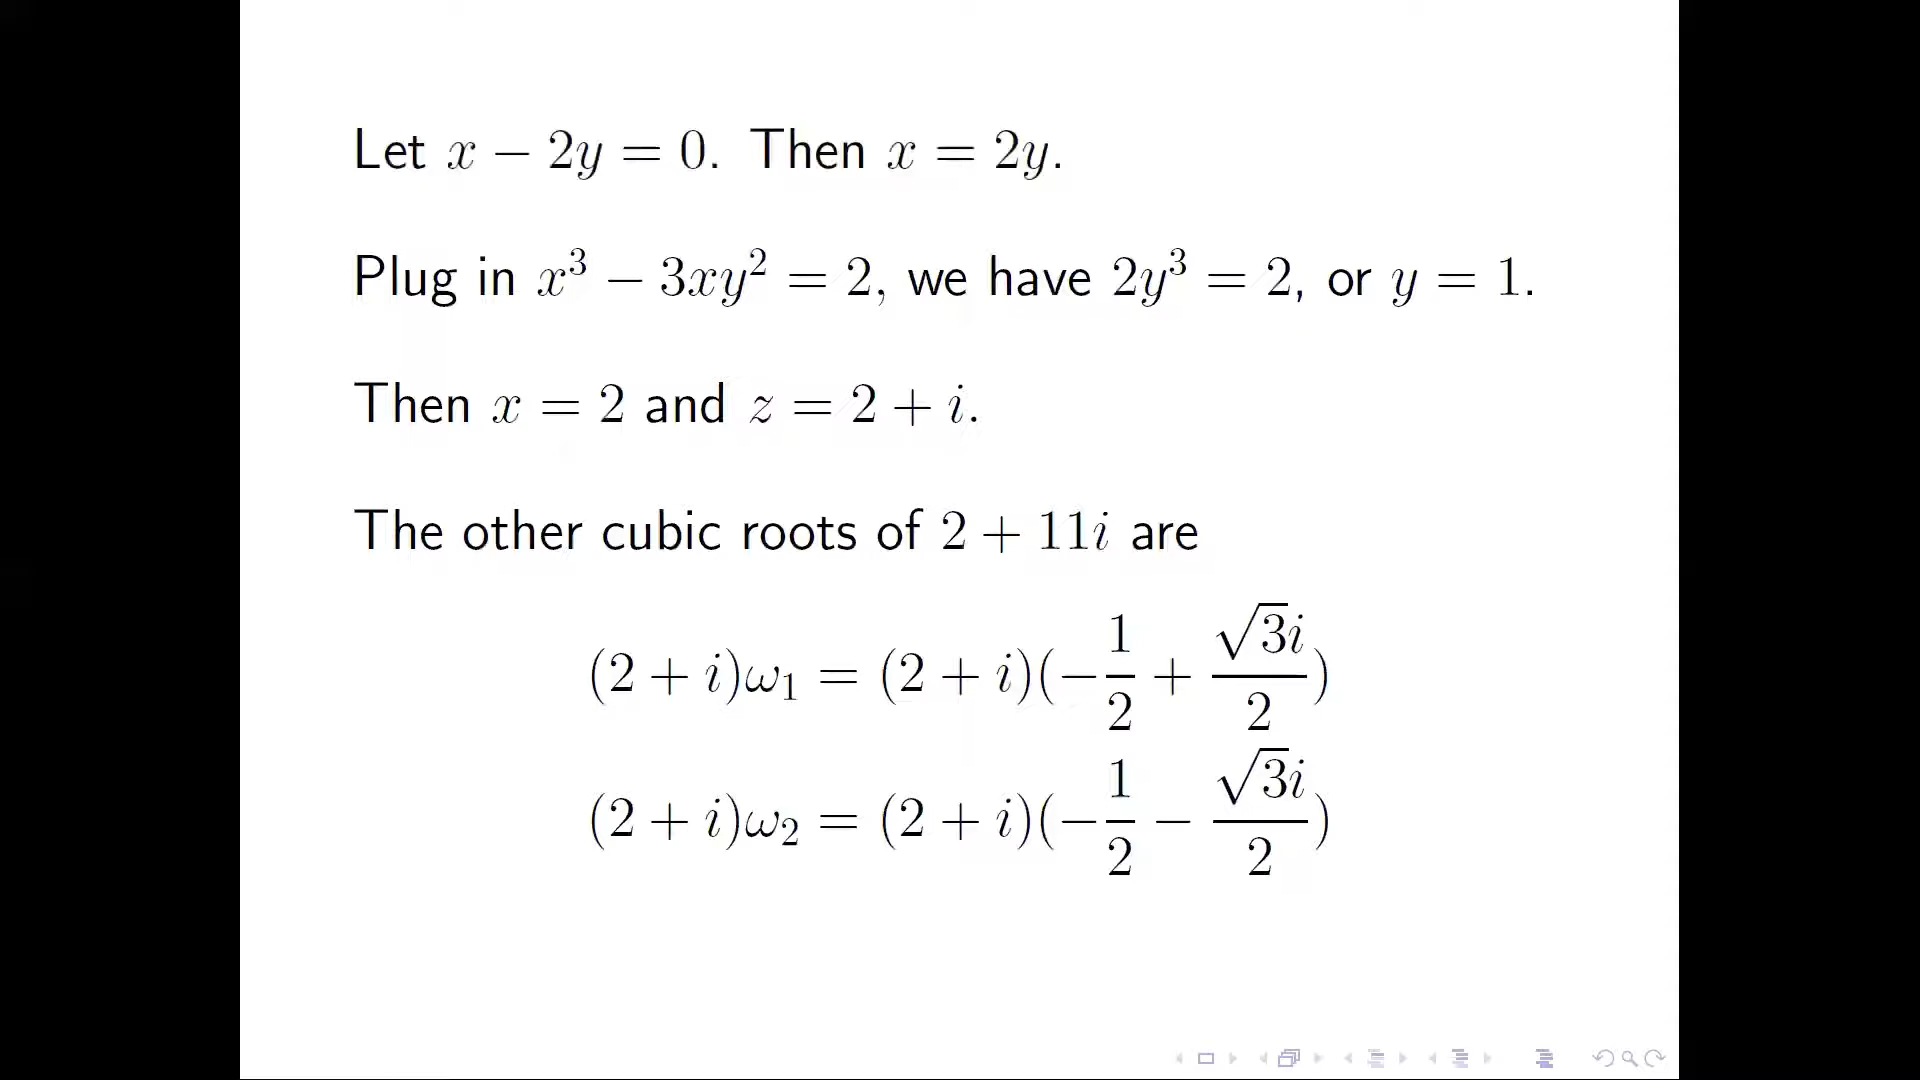 Let x − 2y = 0. Then x = 2y.
Plug in x³ − 3xy² = 2, we have 2y³ = 2, or y = 1.
Then x = 2 and z = 2 + i.
The other cubic roots of 2 + 11i are
(2 + i)ω₁ = (2 + i)(−1/2 + √3i/2)
(2 + i)ω₂ = (2 + i)(−1/2 − √3i/2)